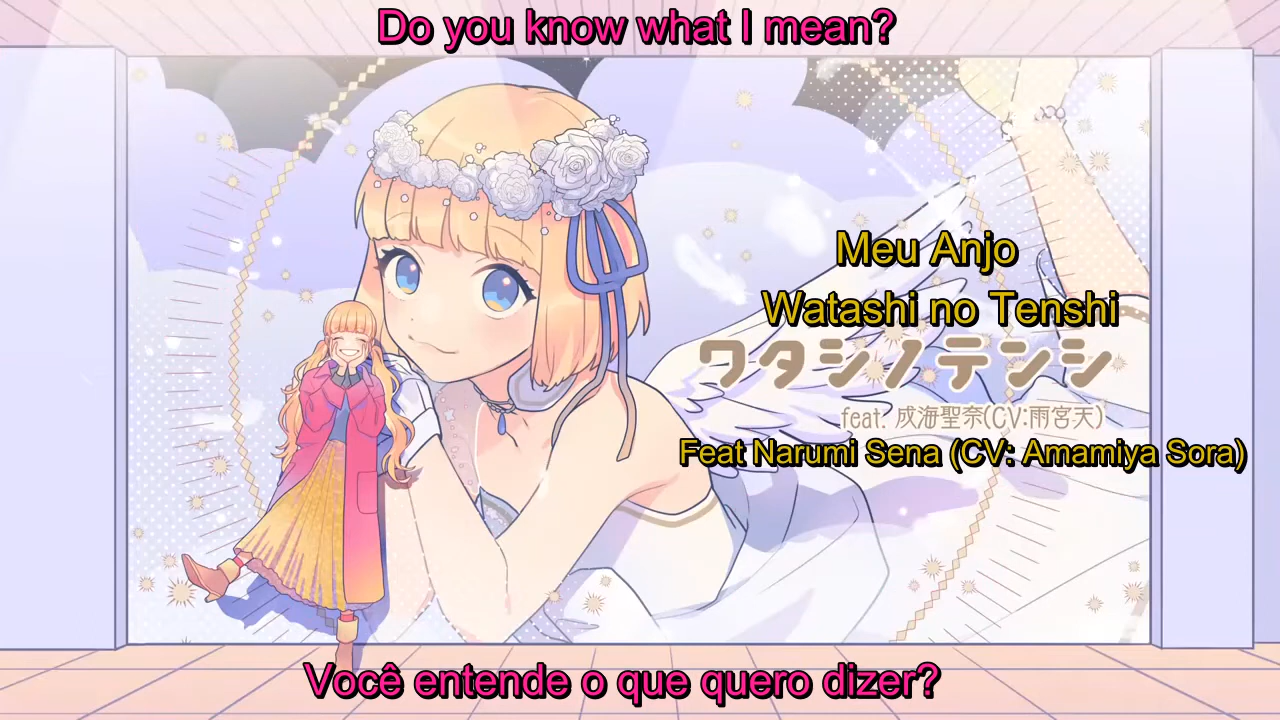 Do you know what I mean?
Meu Anjo
Watashi no Tenshi
ワタシノテンシ
feat. 成海聖奈(CV:雨宮天)
Feat Narumi Sena (CV: Amamiya Sora)
Você entende o que quero dizer?